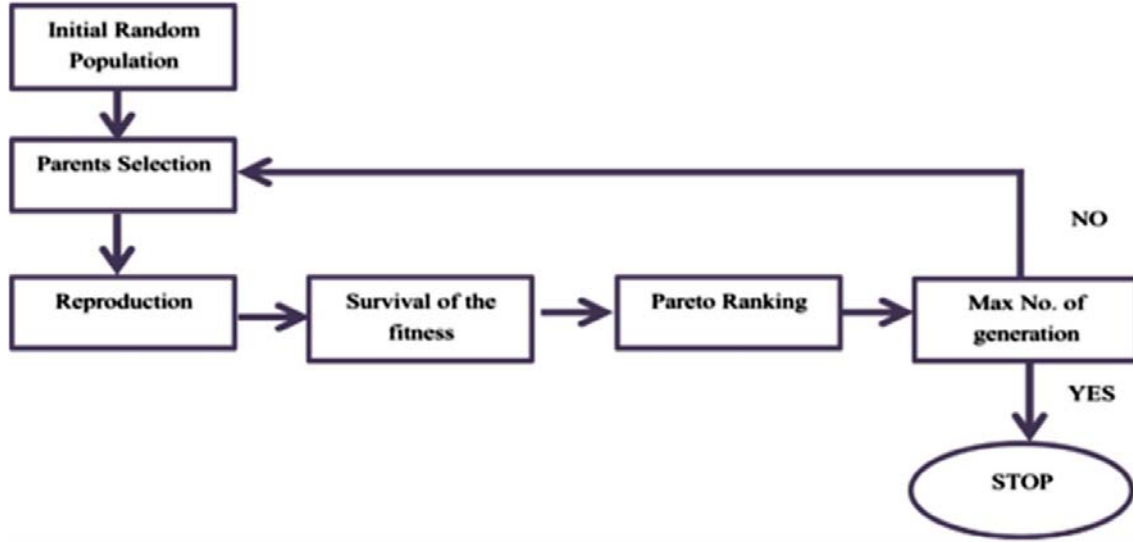 Initial Random
Population
Parents Selection
NO
Reproduction
Survival of the
fitness
Pareto Ranking
Max No. of
generation
YES
STOP